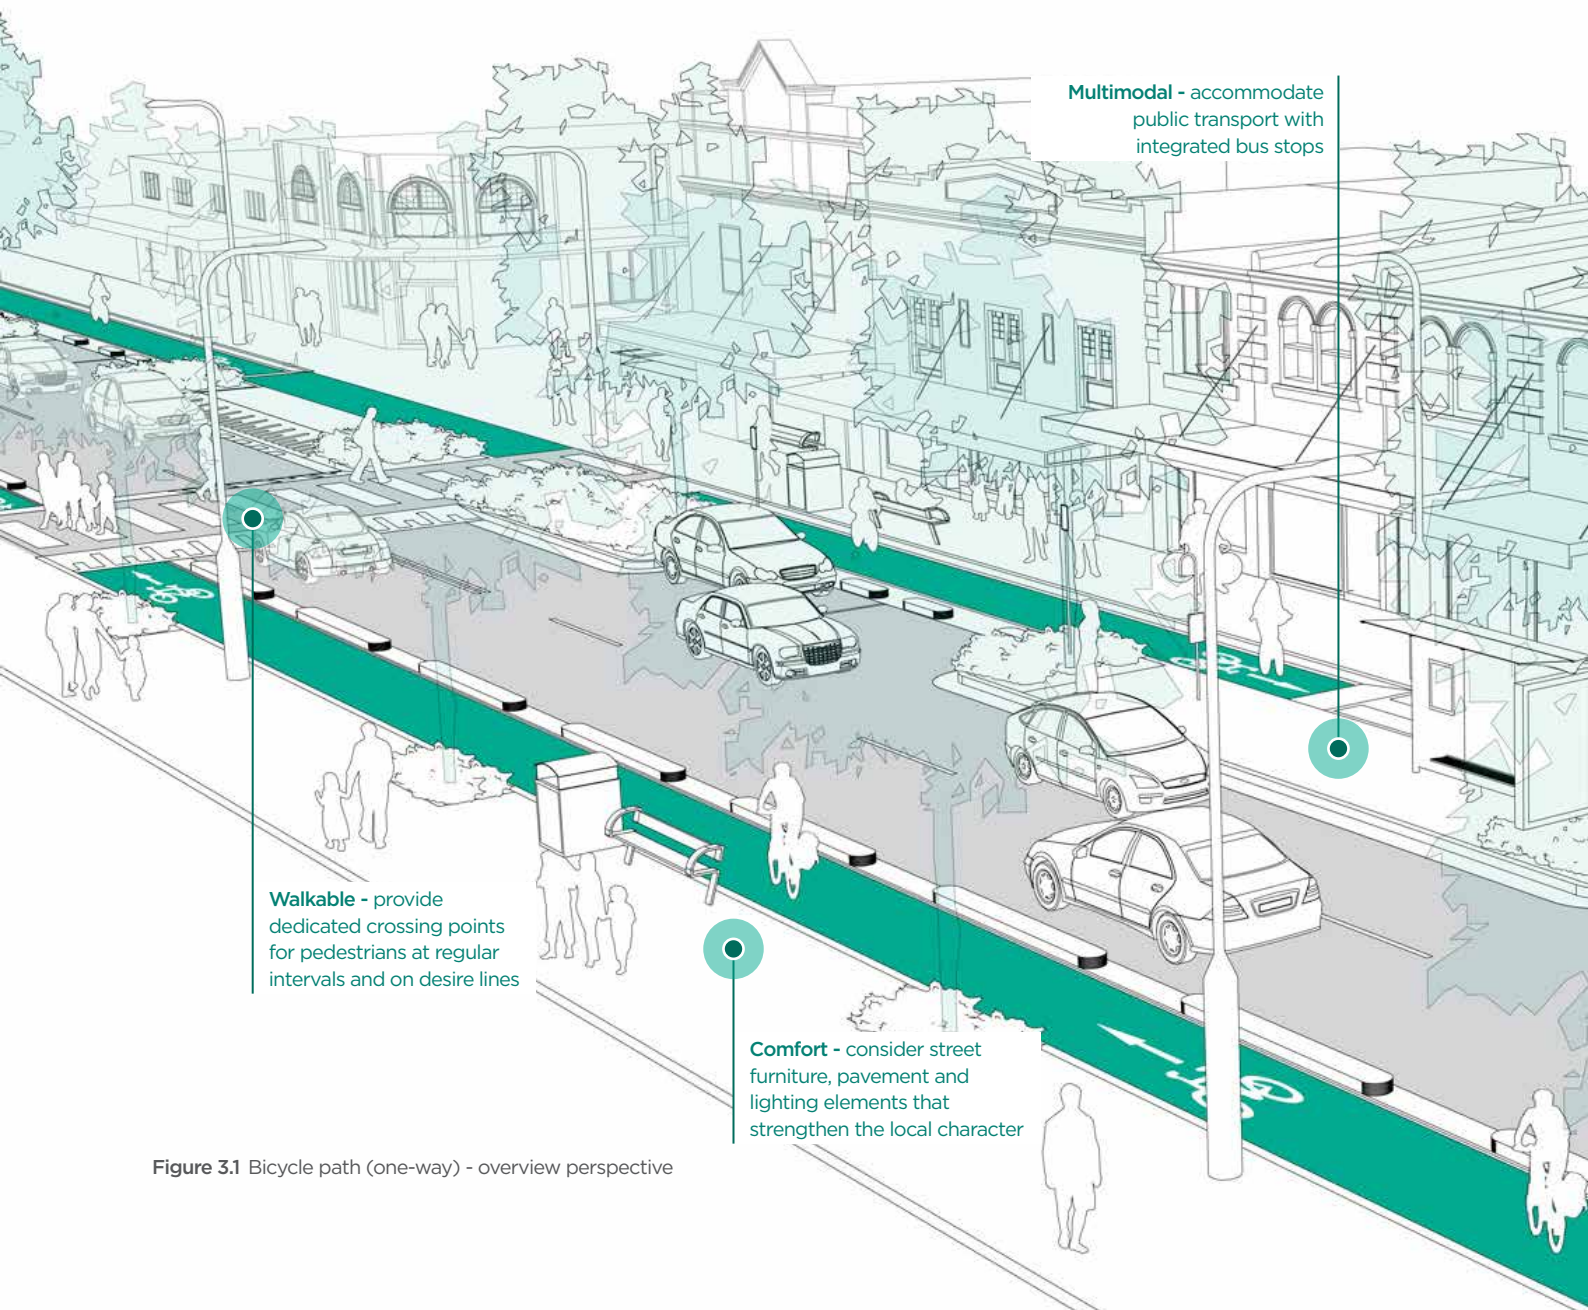 Multimodal - accommodate
public transport with
integrated bus stops
Walkable - provide
dedicated crossing points
for pedestrians at regular
intervals and on desire lines
Comfort - consider street
furniture, pavement and
lighting elements that
strengthen the local character
Figure 3.1 Bicycle path (one-way) - overview perspective